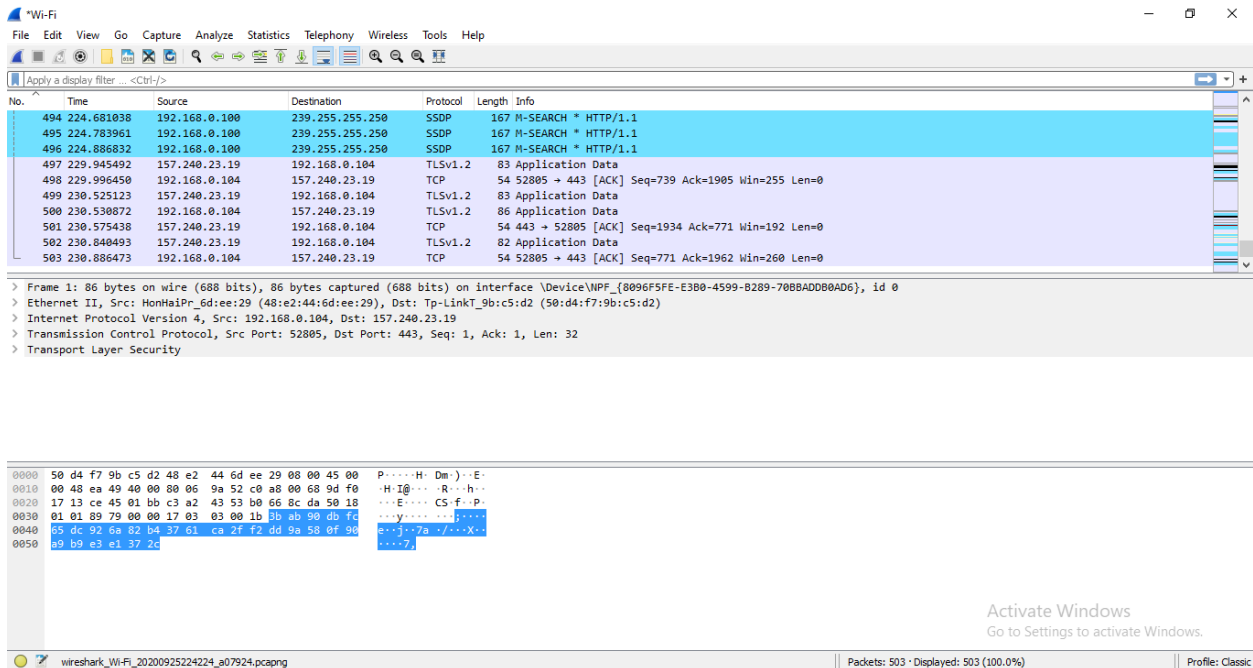 *Wi-Fi
File Edit View Go Capture Analyze Statistics Telephony Wireless Tools Help
Apply a display filter ... <Ctrl-/>
No. Time Source Destination Protocol Length Info
494 224.681038 192.168.0.100 239.255.255.250 SSDP 167 M-SEARCH * HTTP/1.1
495 224.783961 192.168.0.100 239.255.255.250 SSDP 167 M-SEARCH * HTTP/1.1
496 224.886832 192.168.0.100 239.255.255.250 SSDP 167 M-SEARCH * HTTP/1.1
497 229.945492 157.240.23.19 192.168.0.104 TLSv1.2 83 Application Data
498 229.996450 192.168.0.104 157.240.23.19 TCP 54 52805 → 443 [ACK] Seq=739 Ack=1905 Win=255 Len=0
499 230.525123 157.240.23.19 192.168.0.104 TLSv1.2 83 Application Data
500 230.530872 192.168.0.104 157.240.23.19 TLSv1.2 86 Application Data
501 230.575438 157.240.23.19 192.168.0.104 TCP 54 443 → 52805 [ACK] Seq=1934 Ack=771 Win=192 Len=0
502 230.840493 157.240.23.19 192.168.0.104 TLSv1.2 82 Application Data
503 230.886473 192.168.0.104 157.240.23.19 TCP 54 52805 → 443 [ACK] Seq=771 Ack=1962 Win=260 Len=0
> Frame 1: 86 bytes on wire (688 bits), 86 bytes captured (688 bits) on interface \Device\NPF_{8096F5FE-E3B0-4599-B289-70BBADDB0AD6}, id 0
> Ethernet II, Src: HonHaiPr_6d:ee:29 (48:e2:44:6d:ee:29), Dst: Tp-LinkT_9b:c5:d2 (50:d4:f7:9b:c5:d2)
> Internet Protocol Version 4, Src: 192.168.0.104, Dst: 157.240.23.19
> Transmission Control Protocol, Src Port: 52805, Dst Port: 443, Seq: 1, Ack: 1, Len: 32
> Transport Layer Security
0000 50 d4 f7 9b c5 d2 48 e2 44 6d ee 29 08 00 45 00 P·····H· Dm·)··E·
0010 00 48 ea 49 40 00 80 06 9a 52 c0 a8 00 68 9d f0 ·H·I@··· ·R···h··
0020 17 13 ce 45 01 bb c3 a2 43 53 b0 66 8c da 50 18 ···E···· CS·f··P·
0030 01 01 89 79 00 00 17 03 03 00 1b 3b ab 90 db fc ···y···· ···;····
0040 65 dc 92 6a 82 b4 37 61 ca 2f f2 dd 9a 58 0f 90 e··j··7a ·/···X··
0050 a9 b9 e3 e1 37 2c ····7,
Activate Windows
Go to Settings to activate Windows.
wireshark_Wi-Fi_20200925224224_a07924.pcapng Packets: 503 · Displayed: 503 (100.0%) Profile: Classic